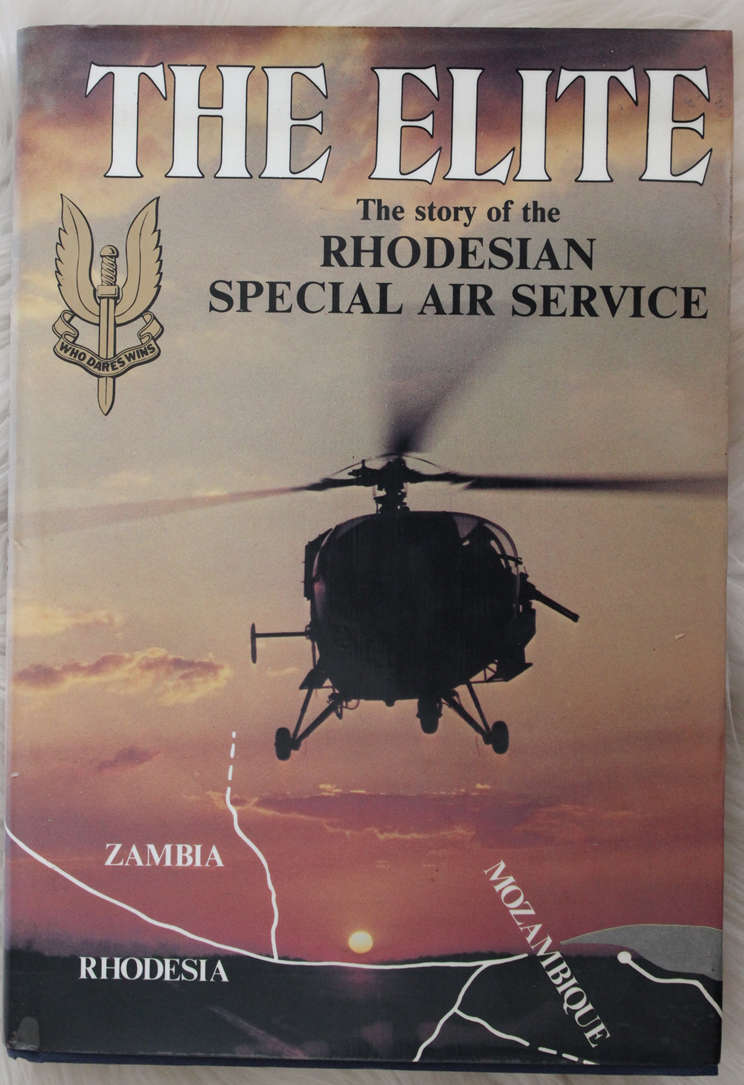 THE ELITE
The story of the
RHODESIAN
SPECIAL AIR SERVICE
WHO DARES WINS
ZAMBIA
MOZAMBIQUE
RHODESIA